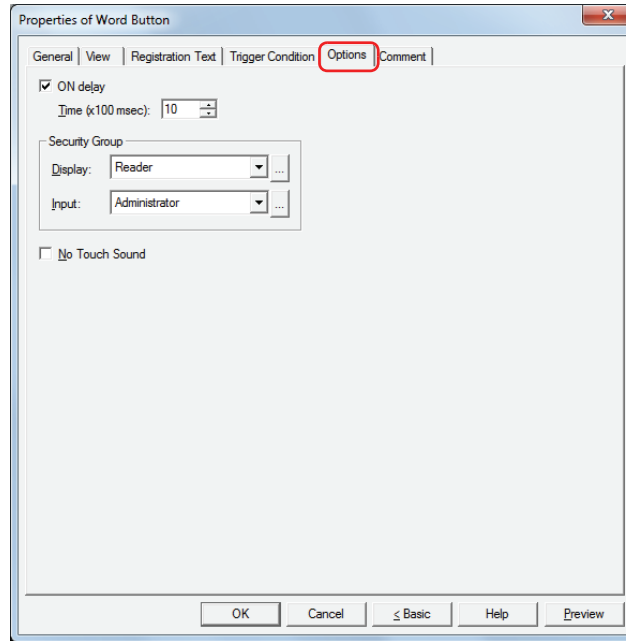 Properties of Word Button
General View Registration Text Trigger Condition Options Comment
ON delay
Time (x100 msec): 10
Security Group
Display: Reader ...
Input: Administrator ...
No Touch Sound
OK Cancel < Basic Help Preview